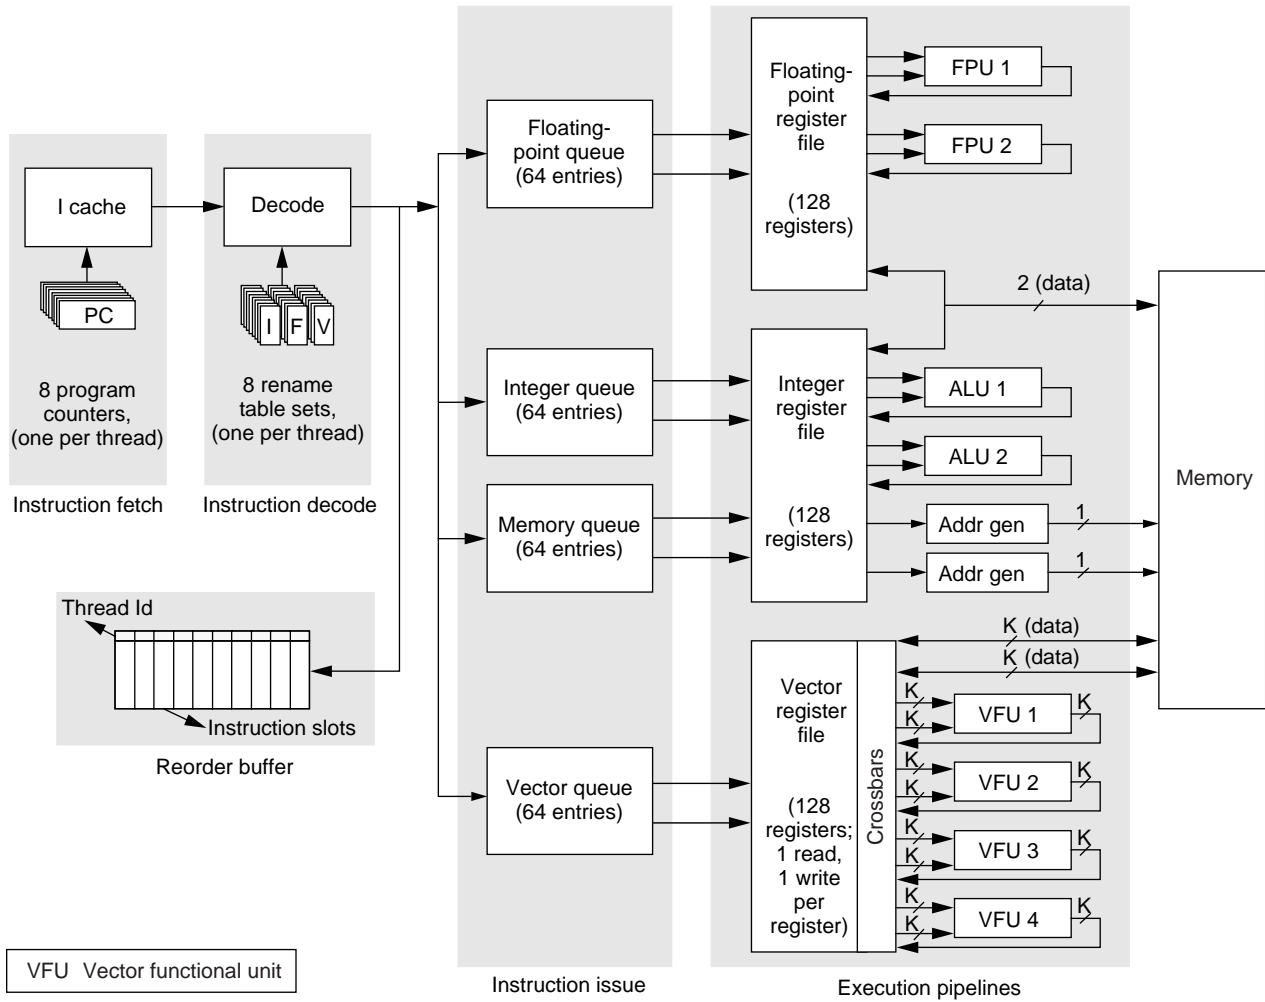 I cache
PC
8 program
counters,
(one per thread)
Instruction fetch
Decode
I
F
V
8 rename
table sets,
(one per thread)
Instruction decode
Thread Id
Instruction slots
Reorder buffer
Floating-
point queue
(64 entries)
Integer queue
(64 entries)
Memory queue
(64 entries)
Vector queue
(64 entries)
Instruction issue
Floating-
point
register
file
(128
registers)
FPU 1
FPU 2
2 (data)
Integer
register
file
(128
registers)
ALU 1
ALU 2
Addr gen
1
Addr gen
1
Memory
Vector
register
file
(128
registers;
1 read,
1 write
per
register)
Crossbars
K (data)
K (data)
K
K
VFU 1
K
K
K
VFU 2
K
K
K
VFU 3
K
K
K
VFU 4
K
Execution pipelines
VFU Vector functional unit